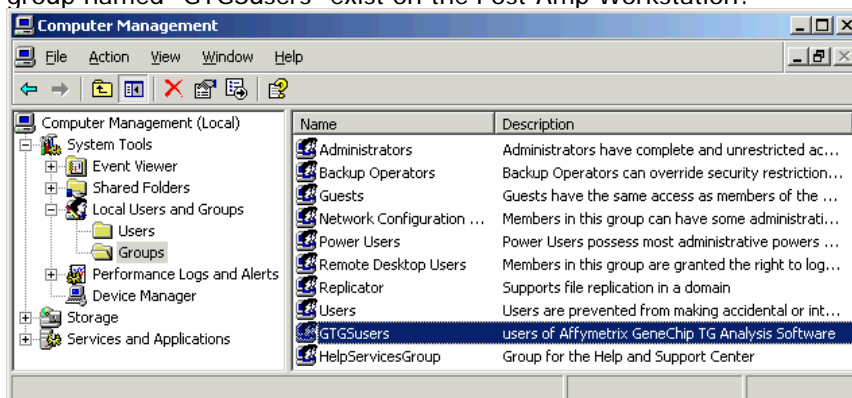 group named "GTGSusers" exist on the Post-Amp Workstation?
Computer Management
File Action View Window Help
Computer Management (Local)
System Tools
Event Viewer
Shared Folders
Local Users and Groups
Users
Groups
Performance Logs and Alerts
Device Manager
Storage
Services and Applications
Name Description
Administrators Administrators have complete and unrestricted ac...
Backup Operators Backup Operators can override security restriction...
Guests Guests have the same access as members of the ...
Network Configuration ... Members in this group can have some administrati...
Power Users Power Users possess most administrative powers ...
Remote Desktop Users Members in this group are granted the right to log...
Replicator Supports file replication in a domain
Users Users are prevented from making accidental or int...
GTGSusers users of Affymetrix GeneChip TG Analysis Software
HelpServicesGroup Group for the Help and Support Center